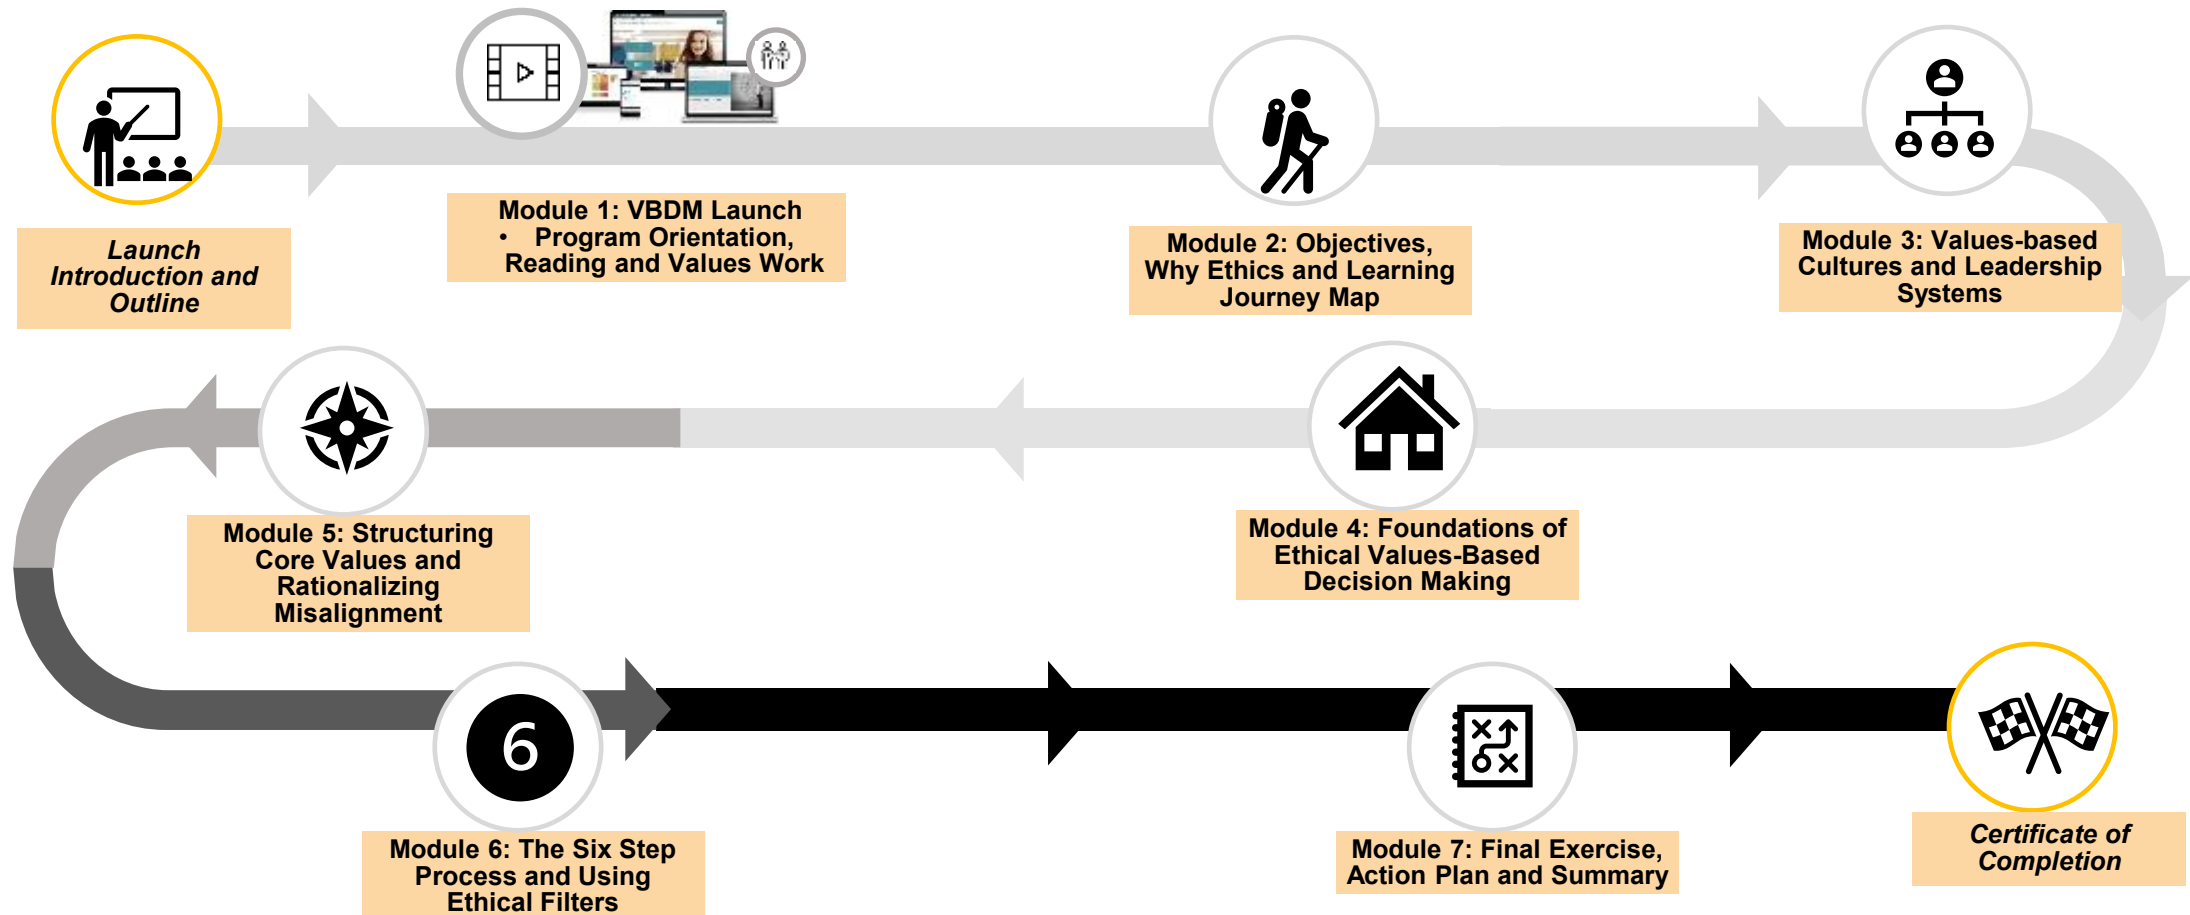 Launch
Introduction and
Outline
Module 1: VBDM Launch
• Program Orientation,
Reading and Values Work
Module 2: Objectives,
Why Ethics and Learning
Journey Map
Module 3: Values-based
Cultures and Leadership
Systems
Module 4: Foundations of
Ethical Values-Based
Decision Making
Module 5: Structuring
Core Values and
Rationalizing
Misalignment
6
Module 6: The Six Step
Process and Using
Ethical Filters
Module 7: Final Exercise,
Action Plan and Summary
Certificate of
Completion